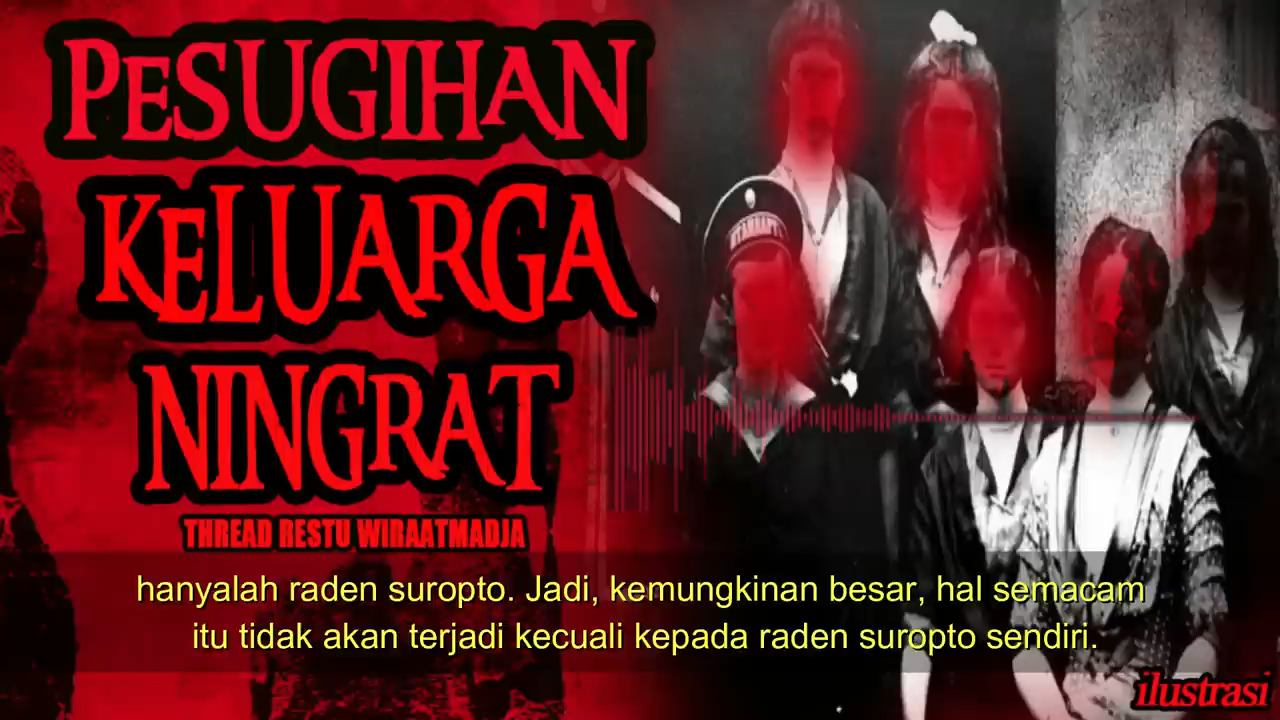 PESUGIHAN
KELUARGA
NINGRAT
THREAD RESTU WIRAATMADJA
hanyalah raden suropto. Jadi, kemungkinan besar, hal semacam
itu tidak akan terjadi kecuali kepada raden suropto sendiri.
ilustrasi